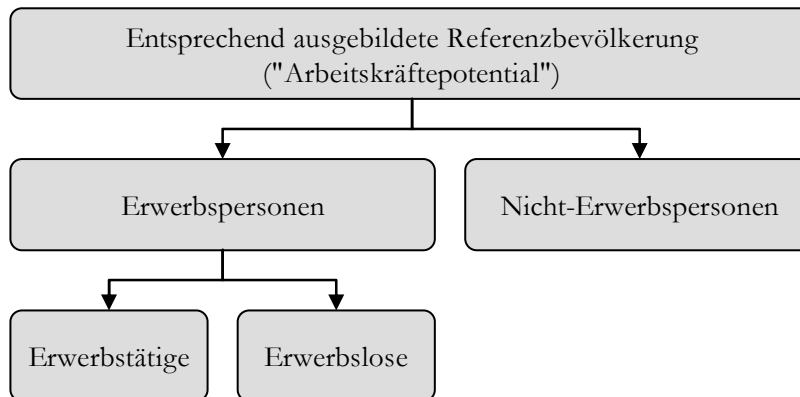 Entsprechend ausgebildete Referenzbevölkerung
("Arbeitskräftepotential")
Erwerbspersonen
Nicht-Erwerbspersonen
Erwerbstätige
Erwerbslose